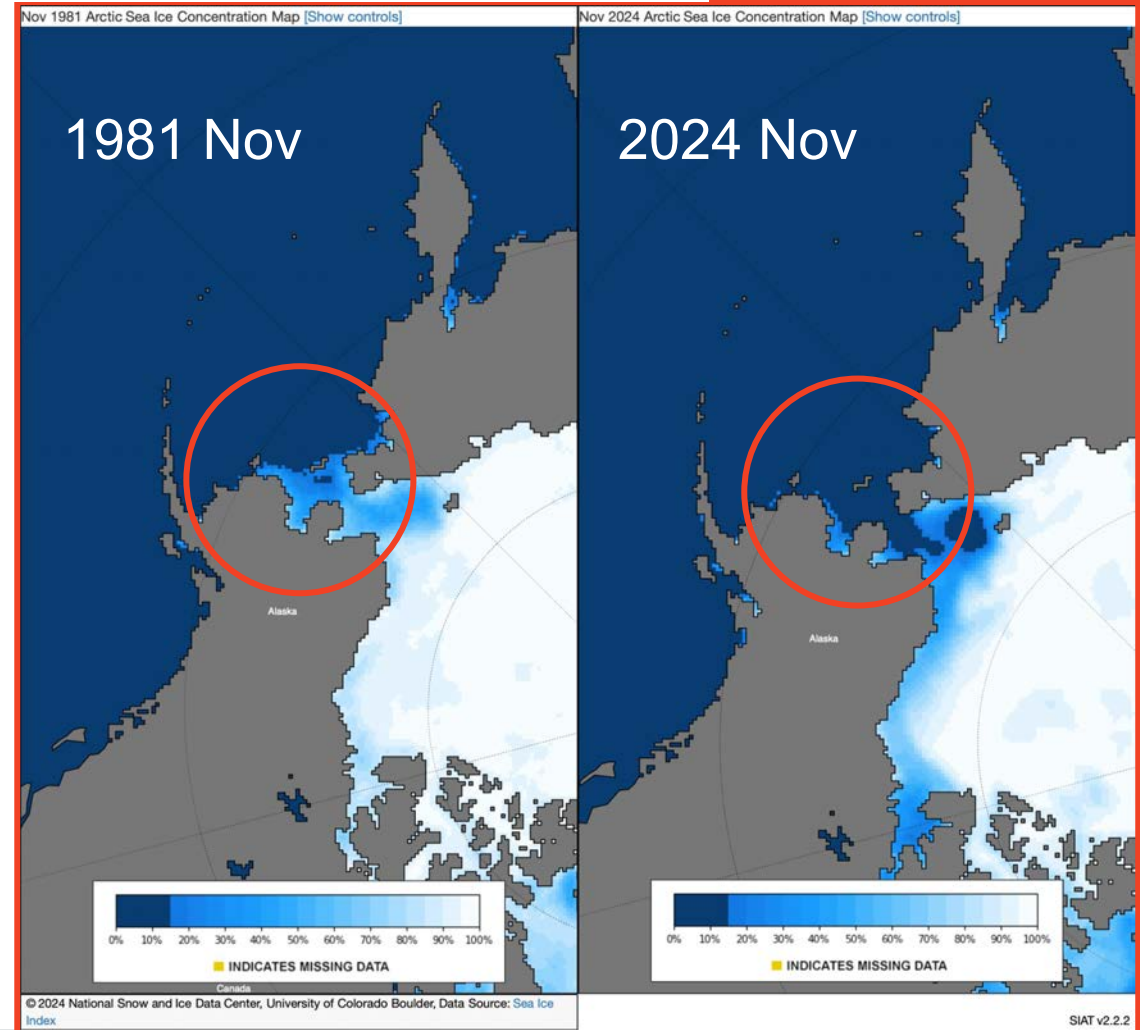 Nov 1981 Arctic Sea Ice Concentration Map [Show controls]
1981 Nov
Alaska
0% 10% 20% 30% 40% 50% 60% 70% 80% 90% 100%
INDICATES MISSING DATA
Canada
© 2024 National Snow and Ice Data Center, University of Colorado Boulder, Data Source: Sea Ice
Index
Nov 2024 Arctic Sea Ice Concentration Map [Show controls]
2024 Nov
Alaska
0% 10% 20% 30% 40% 50% 60% 70% 80% 90% 100%
INDICATES MISSING DATA
SIAT v2.2.2